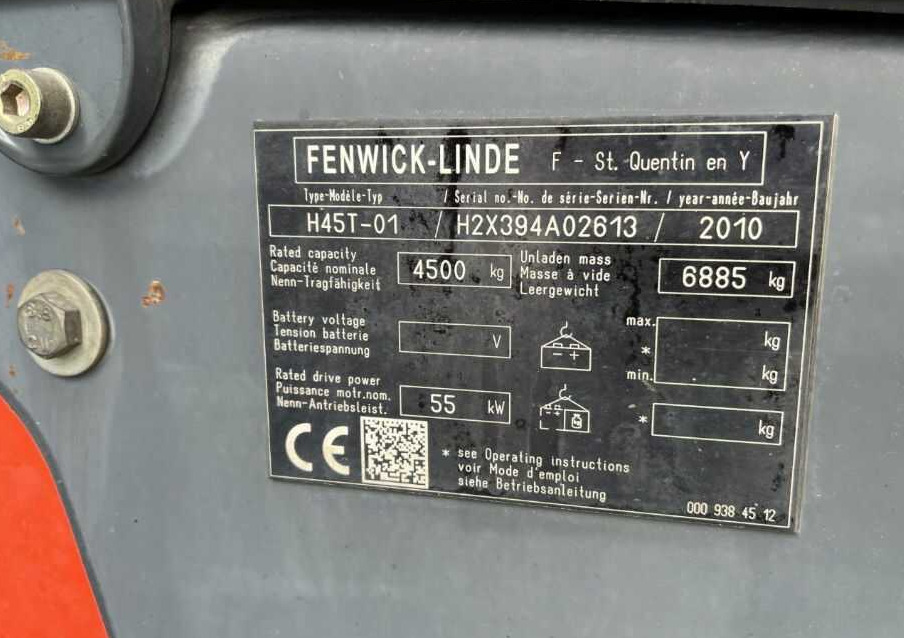 FENWICK-LINDE F - St. Quentin en Y
Type-Modèle-Typ / Serial no.-No. de série-Serien-Nr. / year-année-Baujahr
H45T-01 / H2X394A02613 / 2010
Rated capacity
Capacité nominale
Nenn-Tragfähigkeit
4500 kg
Unladen mass
Masse à vide
Leergewicht
6885 kg
Battery voltage
Tension batterie
Batteriespannung
V
max. kg
*
min. kg
Rated drive power
Puissance motr.nom.
Nenn-Antriebsleist.
55 kW
* kg
CE
* see Operating instructions
voir Mode d'emploi
siehe Betriebsanleitung
000 938 45 12